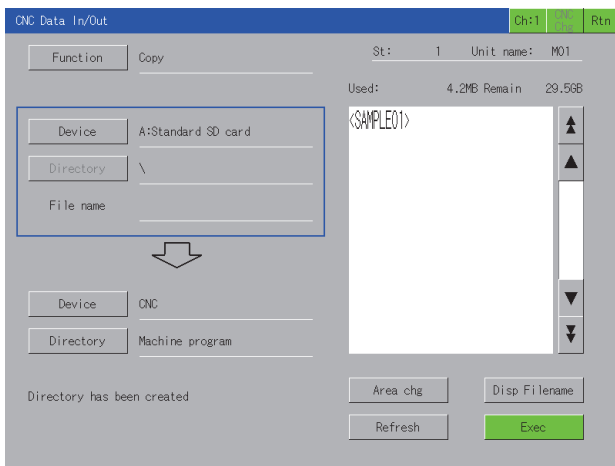 CNC Data In/Out Ch:1 CNC Chg Rtn
Function Copy St: 1 Unit name: M01
Used: 4.2MB Remain 29.5GB
Device A:Standard SD card <SAMPLE01>
Directory \
File name
Device CNC
Directory Machine program
Directory has been created Area chg Disp Filename
Refresh Exec